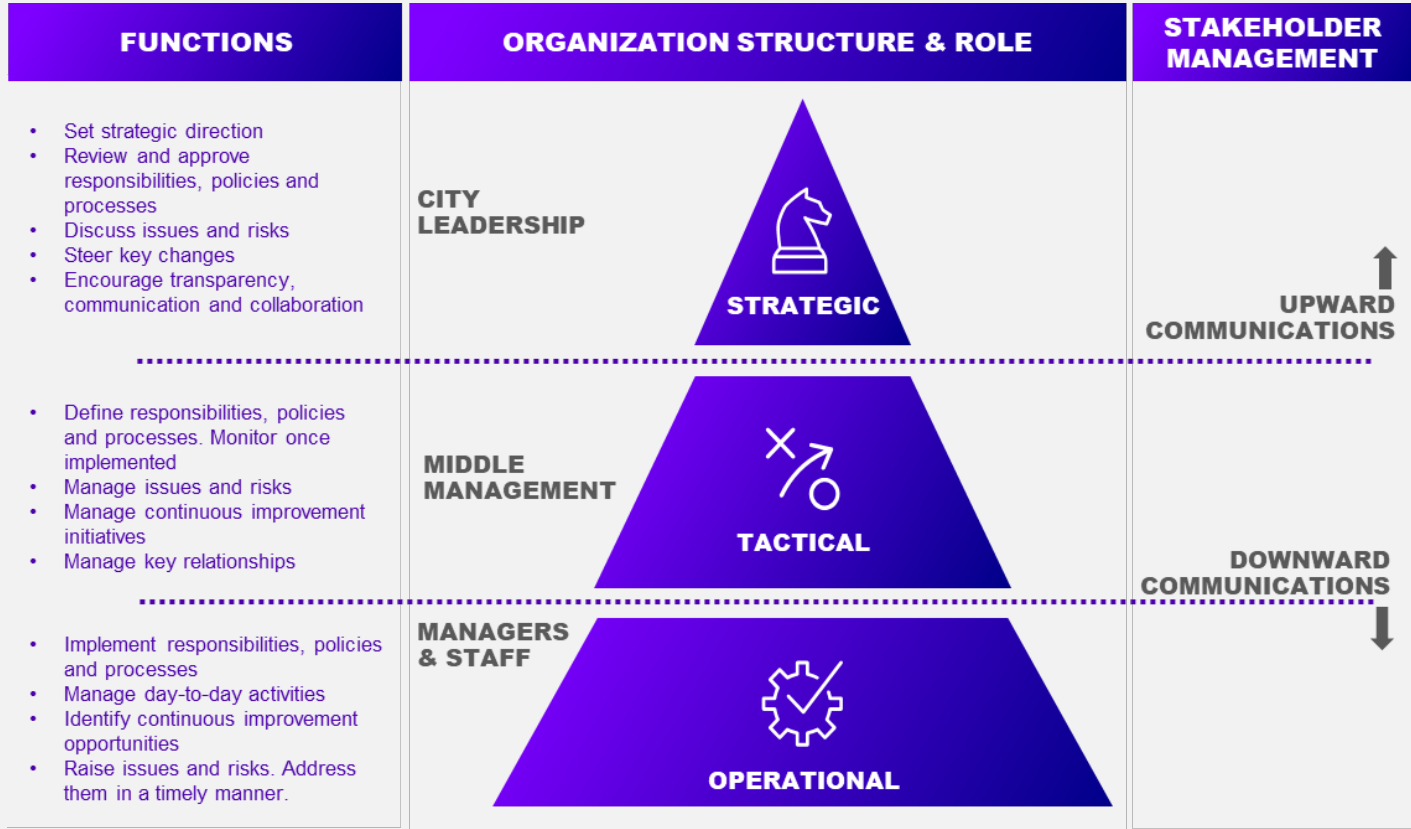 FUNCTIONS
ORGANIZATION STRUCTURE & ROLE
STAKEHOLDER
MANAGEMENT
• Set strategic direction
• Review and approve
responsibilities, policies and
processes
• Discuss issues and risks
• Steer key changes
• Encourage transparency,
communication and collaboration
CITY
LEADERSHIP
STRATEGIC
UPWARD
COMMUNICATIONS
• Define responsibilities, policies
and processes. Monitor once
implemented
• Manage issues and risks
• Manage continuous improvement
initiatives
• Manage key relationships
MIDDLE
MANAGEMENT
TACTICAL
DOWNWARD
COMMUNICATIONS
• Implement responsibilities, policies
and processes
• Manage day-to-day activities
• Identify continuous improvement
opportunities
• Raise issues and risks. Address
them in a timely manner.
MANAGERS
& STAFF
OPERATIONAL